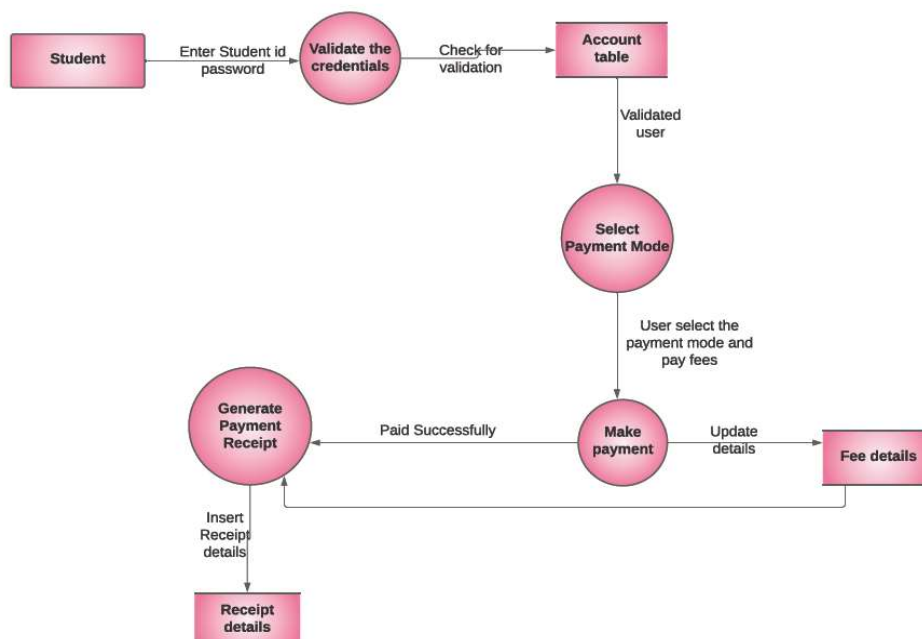 Student
Enter Student id
password
Validate the
credentials
Check for
validation
Account
table
Validated
user
Select
Payment Mode
User select the
payment mode and
pay fees
Generate
Payment
Receipt
Paid Successfully
Make
payment
Update
details
Fee details
Insert
Receipt
details
Receipt
details